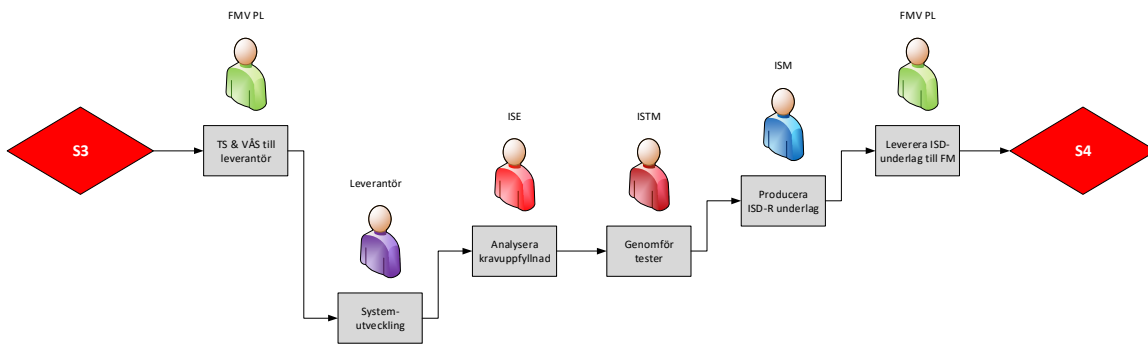 FMV PL
S3
TS & VÅS till
leverantör
Leverantör
System-
utveckling
ISE
Analysera
kravuppfyllnad
ISTM
Genomför
tester
ISM
Producera
ISD-R underlag
FMV PL
Leverera ISD-
underlag till FM
S4